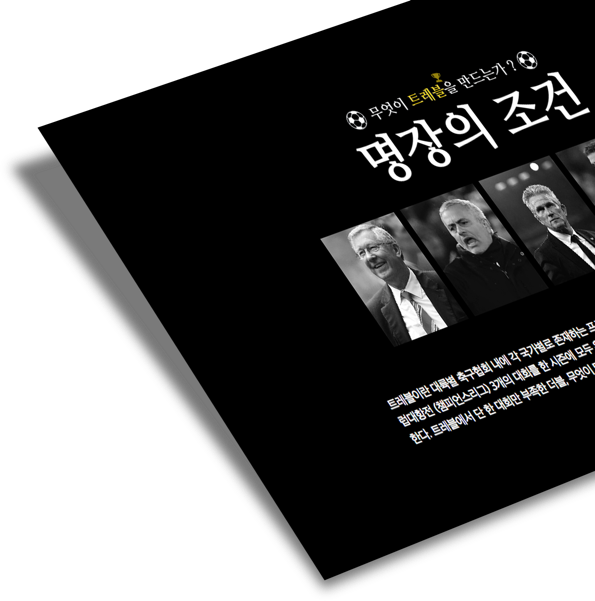 무엇이 트레블을 만드는가?
명장의 조건
트레블이란 대륙별 축구협회 내에 각 국가별로 존재하는 프
럽대항전 (챔피언스리그) 3개의 대회를 한 시즌에 모두
한다. 트레블에서 단 한 대회만 부족한 더블, 무엇이